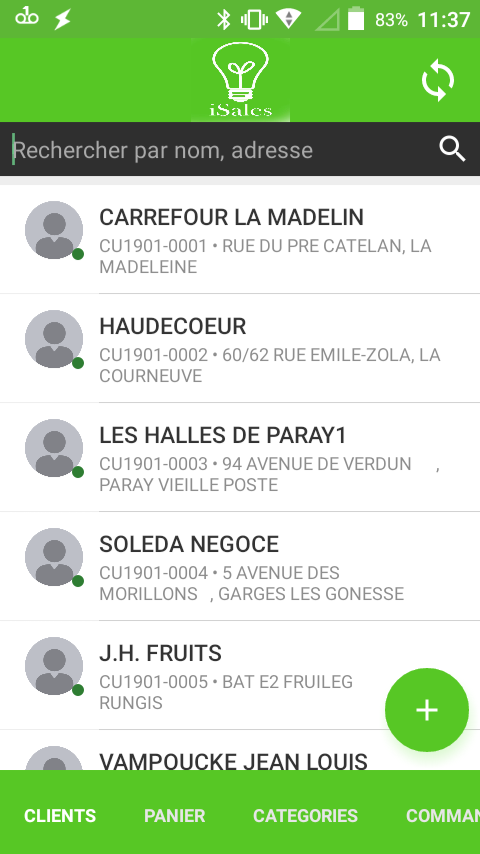 83% 11:37
iSales
Rechercher par nom, adresse
CARREFOUR LA MADELIN
CU1901-0001 • RUE DU PRE CATELAN, LA
MADELEINE
HAUDECOEUR
CU1901-0002 • 60/62 RUE EMILE-ZOLA, LA
COURNEUVE
LES HALLES DE PARAY1
CU1901-0003 • 94 AVENUE DE VERDUN ,
PARAY VIEILLE POSTE
SOLEDA NEGOCE
CU1901-0004 • 5 AVENUE DES
MORILLONS , GARGES LES GONESSE
J.H. FRUITS
CU1901-0005 • BAT E2 FRUILEG
RUNGIS
VAMPOUCKE JEAN LOUIS
CLIENTS PANIER CATEGORIES COMMAN